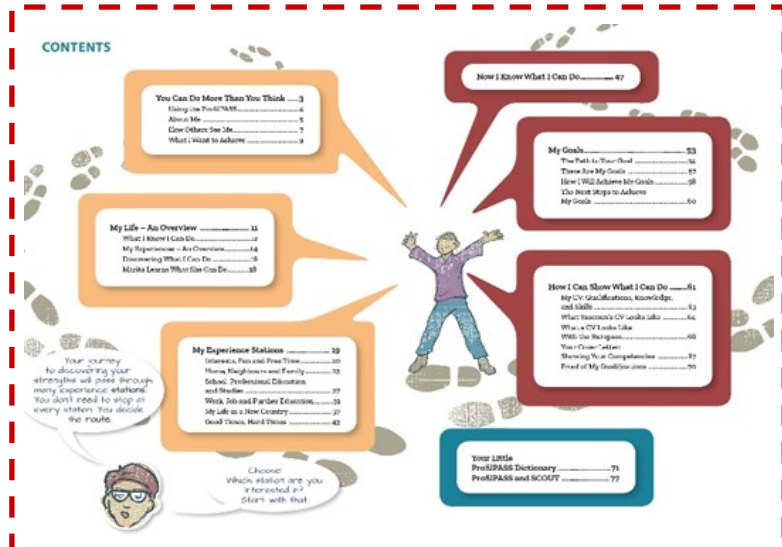 CONTENTS
You Can Do More Than You Think ..... 3
Using the ProfilPASS ..... 4
About Me ..... 5
How Others See Me ..... 7
What I Want to Achieve ..... 9
My Life – An Overview ..... 11
What I Know I Can Do ..... 12
My Experiences – An Overview ..... 14
Discovering What I Can Do ..... 16
Marita Learns What She Can Do ..... 18
My Experience Stations ..... 19
Interests, Fun and Free Time ..... 20
Home, Neighbours and Family ..... 23
School, Professional Education
and Studies ..... 27
Work, Job and Further Education ..... 31
My Life in a New Country ..... 37
Good Times, Hard Times ..... 43
Your journey
to discovering your
strengths will pass through
many experience stations.
You don't need to stop at
every station. You decide
the route.
Choose!
Which station are you
interested in?
Start with that.
Now I Know What I Can Do ..... 47
My Goals ..... 53
The Path to Your Goal ..... 54
These Are My Goals ..... 57
How I Will Achieve My Goals ..... 58
The Next Steps to Achieve
My Goals ..... 60
How I Can Show What I Can Do ..... 61
My CV: Qualifications, Knowledge,
and Skills ..... 63
What CV Looks Like ..... 64
What a CV Looks Like
With the Europass ..... 66
Your Cover Letter:
Showing Your Competencies ..... 67
Proof of My Qualifications ..... 70
Your Little
ProfilPASS Dictionary ..... 71
ProfilPASS and SCOUT ..... 77